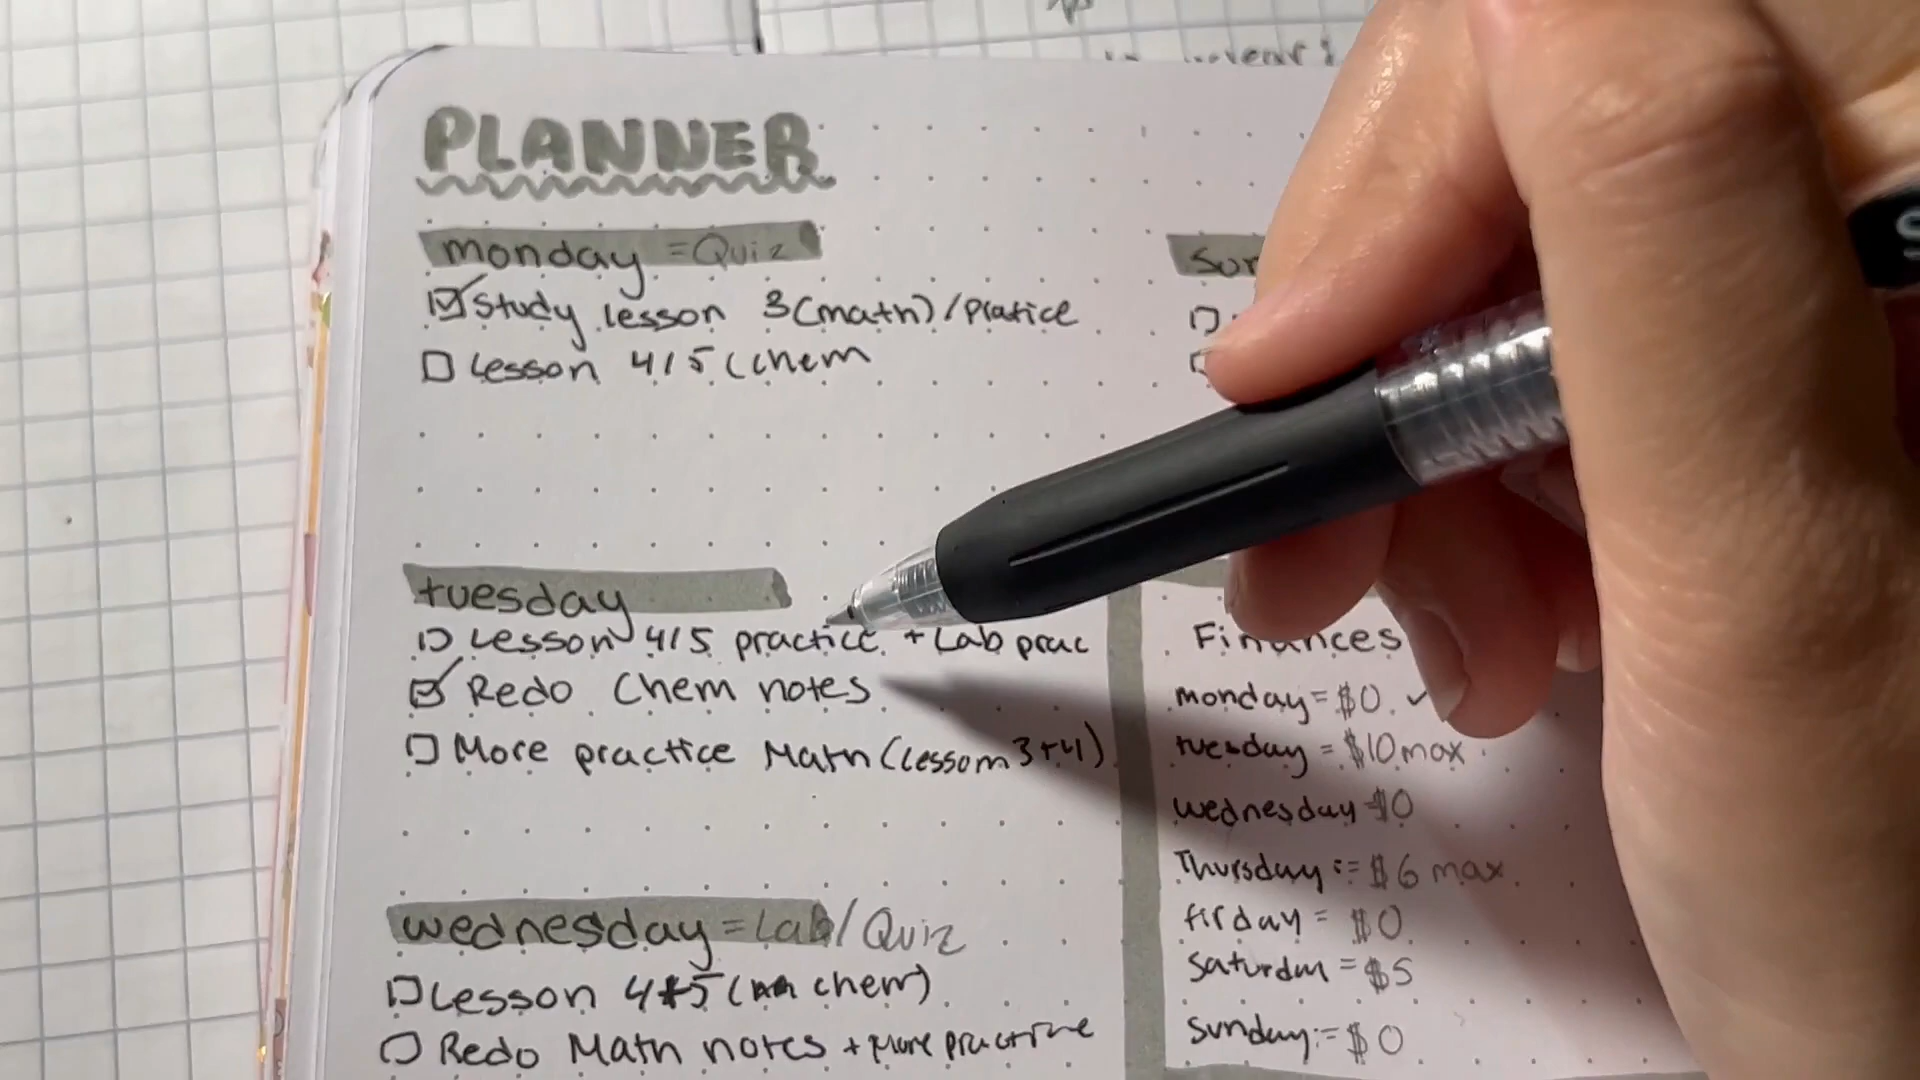 PLANNER
monday = Quiz
Study lesson 3(math)/pratice
Lesson 4/5 (chem
tuesday
Lesson 4/5 practice + Lab prac
Redo Chem notes
More practice Math (Lessom 3+4)
wednesday = Lab/Quiz
Lesson 4+5 ( chem)
Redo Math notes + More practine
Finances
monday = $0 ✓
tuesday = $10 max
wednesday $0
Thursday := $6 max
firday = $0
saturdm = $5
sunday := $0